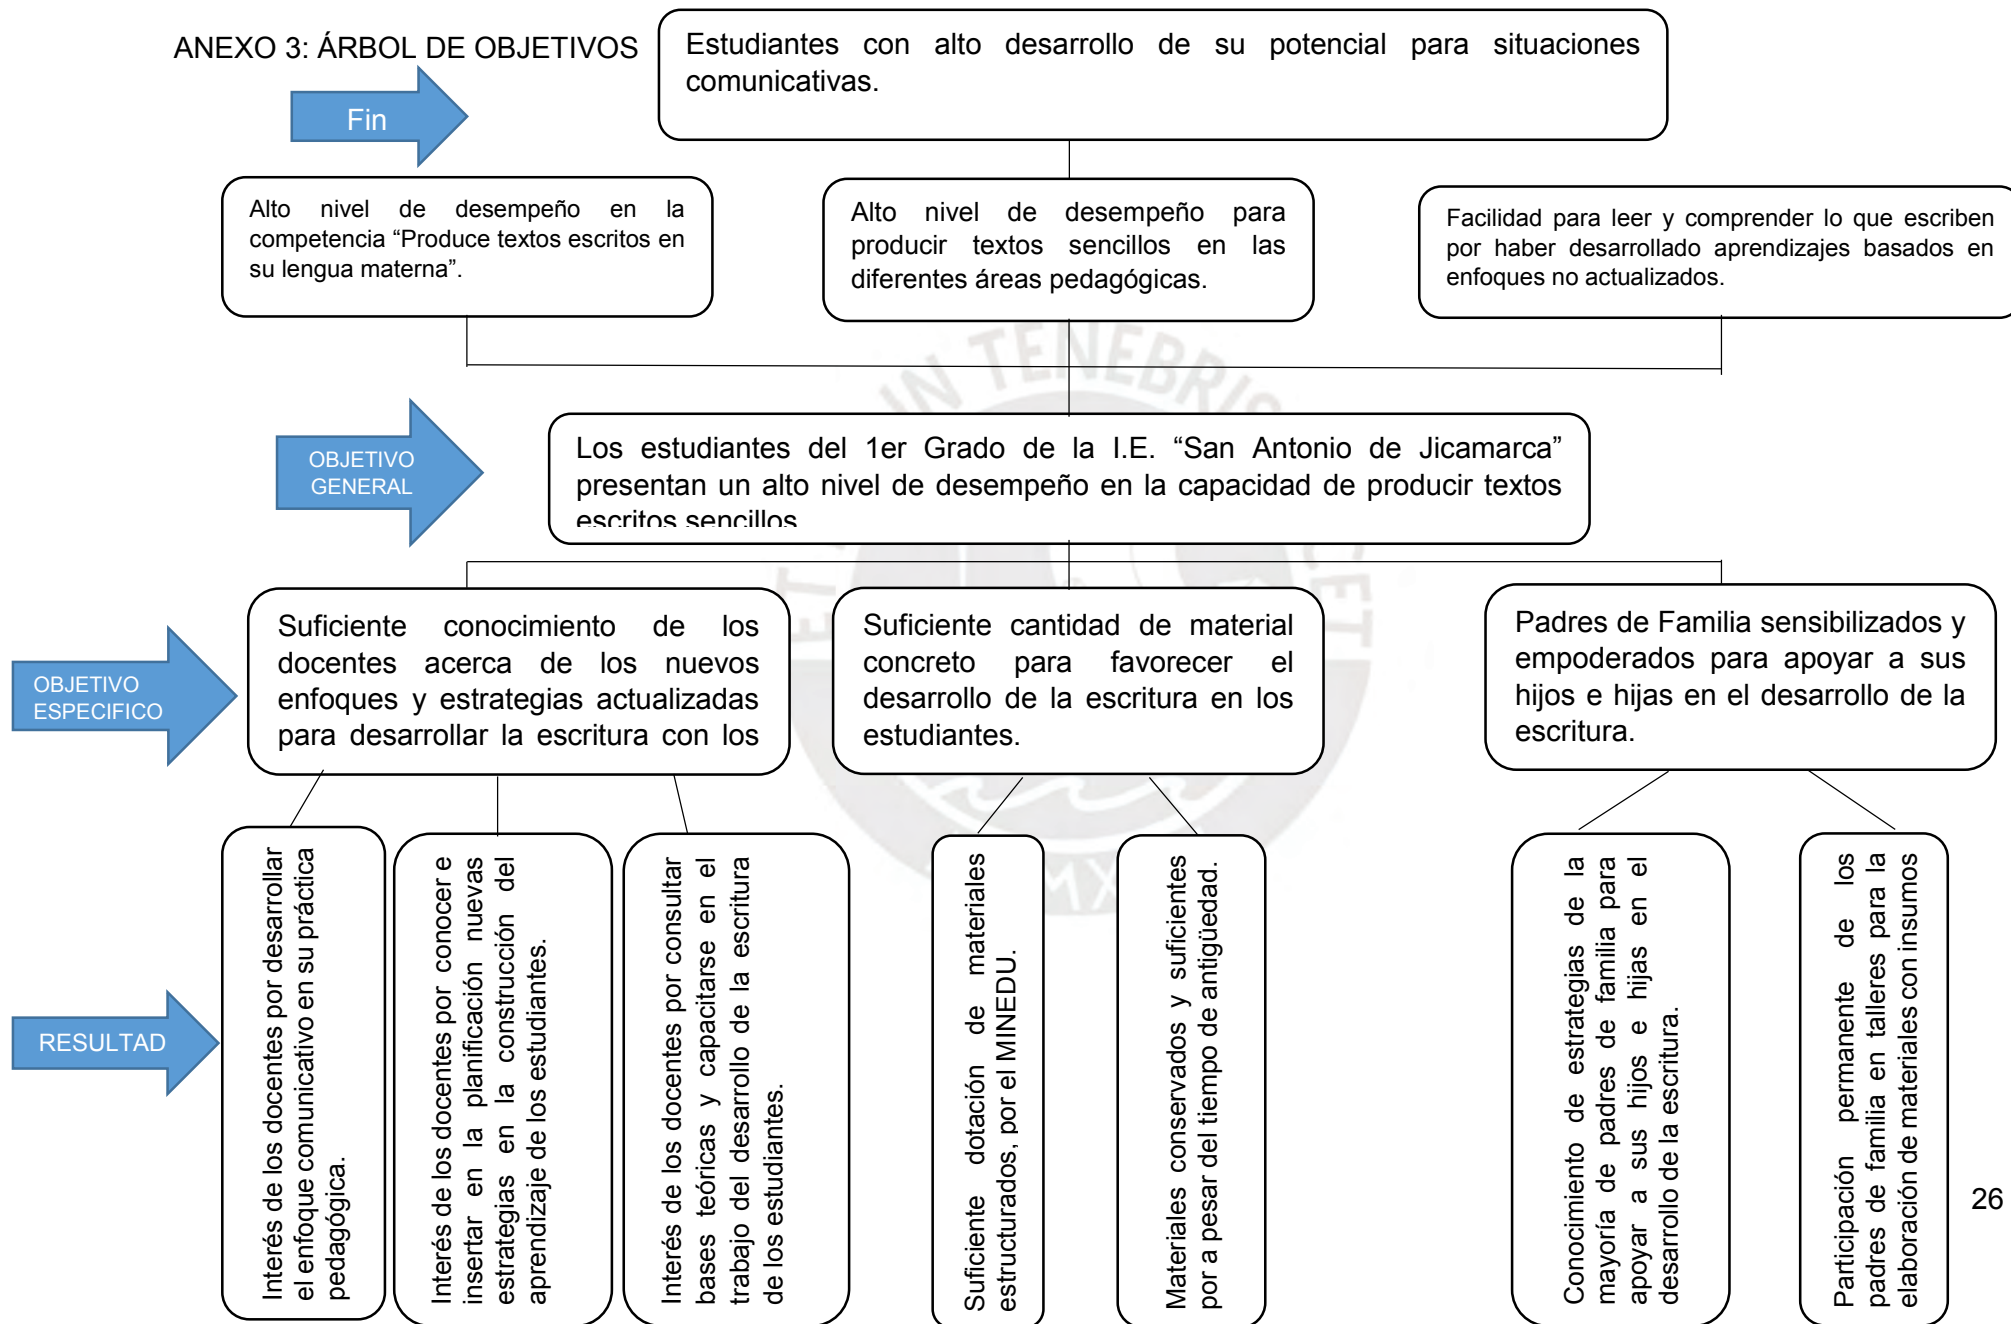 ANEXO 3: ÁRBOL DE OBJETIVOS
Estudiantes con alto desarrollo de su potencial para situaciones
comunicativas.
Fin
Alto nivel de desempeño en la
competencia “Produce textos escritos en
su lengua materna”.
Alto nivel de desempeño para
producir textos sencillos en las
diferentes áreas pedagógicas.
Facilidad para leer y comprender lo que escriben
por haber desarrollado aprendizajes basados en
enfoques no actualizados.
OBJETIVO
GENERAL
Los estudiantes del 1er Grado de la I.E. “San Antonio de Jicamarca”
presentan un alto nivel de desempeño en la capacidad de producir textos
escritos sencillos
OBJETIVO
ESPECIFICO
Suficiente conocimiento de los
docentes acerca de los nuevos
enfoques y estrategias actualizadas
para desarrollar la escritura con los
Suficiente cantidad de material
concreto para favorecer el
desarrollo de la escritura en los
estudiantes.
Padres de Familia sensibilizados y
empoderados para apoyar a sus
hijos e hijas en el desarrollo de la
escritura.
RESULTAD
Interés de los docentes por desarrollar
el enfoque comunicativo en su práctica
pedagógica.
Interés de los docentes por conocer e
insertar en la planificación nuevas
estrategias en la construcción del
aprendizaje de los estudiantes.
Interés de los docentes por consultar
bases teóricas y capacitarse en el
trabajo del desarrollo de la escritura
de los estudiantes.
Suficiente dotación de materiales
estructurados, por el MINEDU.
Materiales conservados y suficientes
por a pesar del tiempo de antigüedad.
Conocimiento de estrategias de la
mayoría de padres de familia para
apoyar a sus hijos e hijas en el
desarrollo de la escritura.
Participación permanente de los
padres de familia en talleres para la
elaboración de materiales con insumos
26